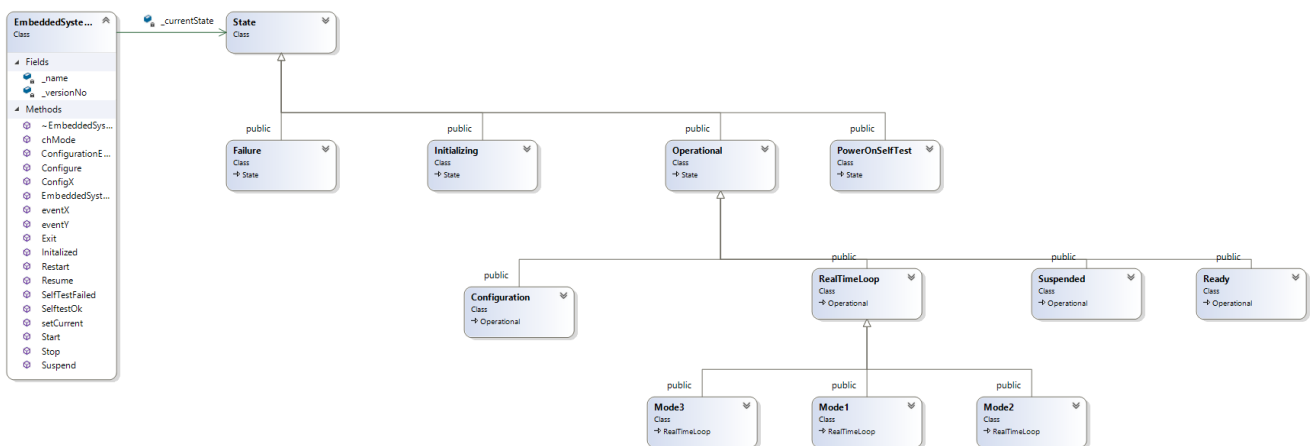 EmbeddedSyste...
Class
Fields
_name
_versionNo
Methods
~EmbeddedSys...
chMode
ConfigurationE...
Configure
ConfigX
EmbeddedSyst...
eventX
eventY
Exit
Initalized
Restart
Resume
SelfTestFailed
SelftestOk
setCurrent
Start
Stop
Suspend
_currentState
State
Class
public
public
public
public
Failure
Class
State
Initializing
Class
State
Operational
Class
State
PowerOnSelfTest
Class
State
public
public
public
public
Configuration
Class
Operational
RealTimeLoop
Class
Operational
Suspended
Class
Operational
Ready
Class
Operational
public
public
public
Mode3
Class
RealTimeLoop
Mode1
Class
RealTimeLoop
Mode2
Class
RealTimeLoop